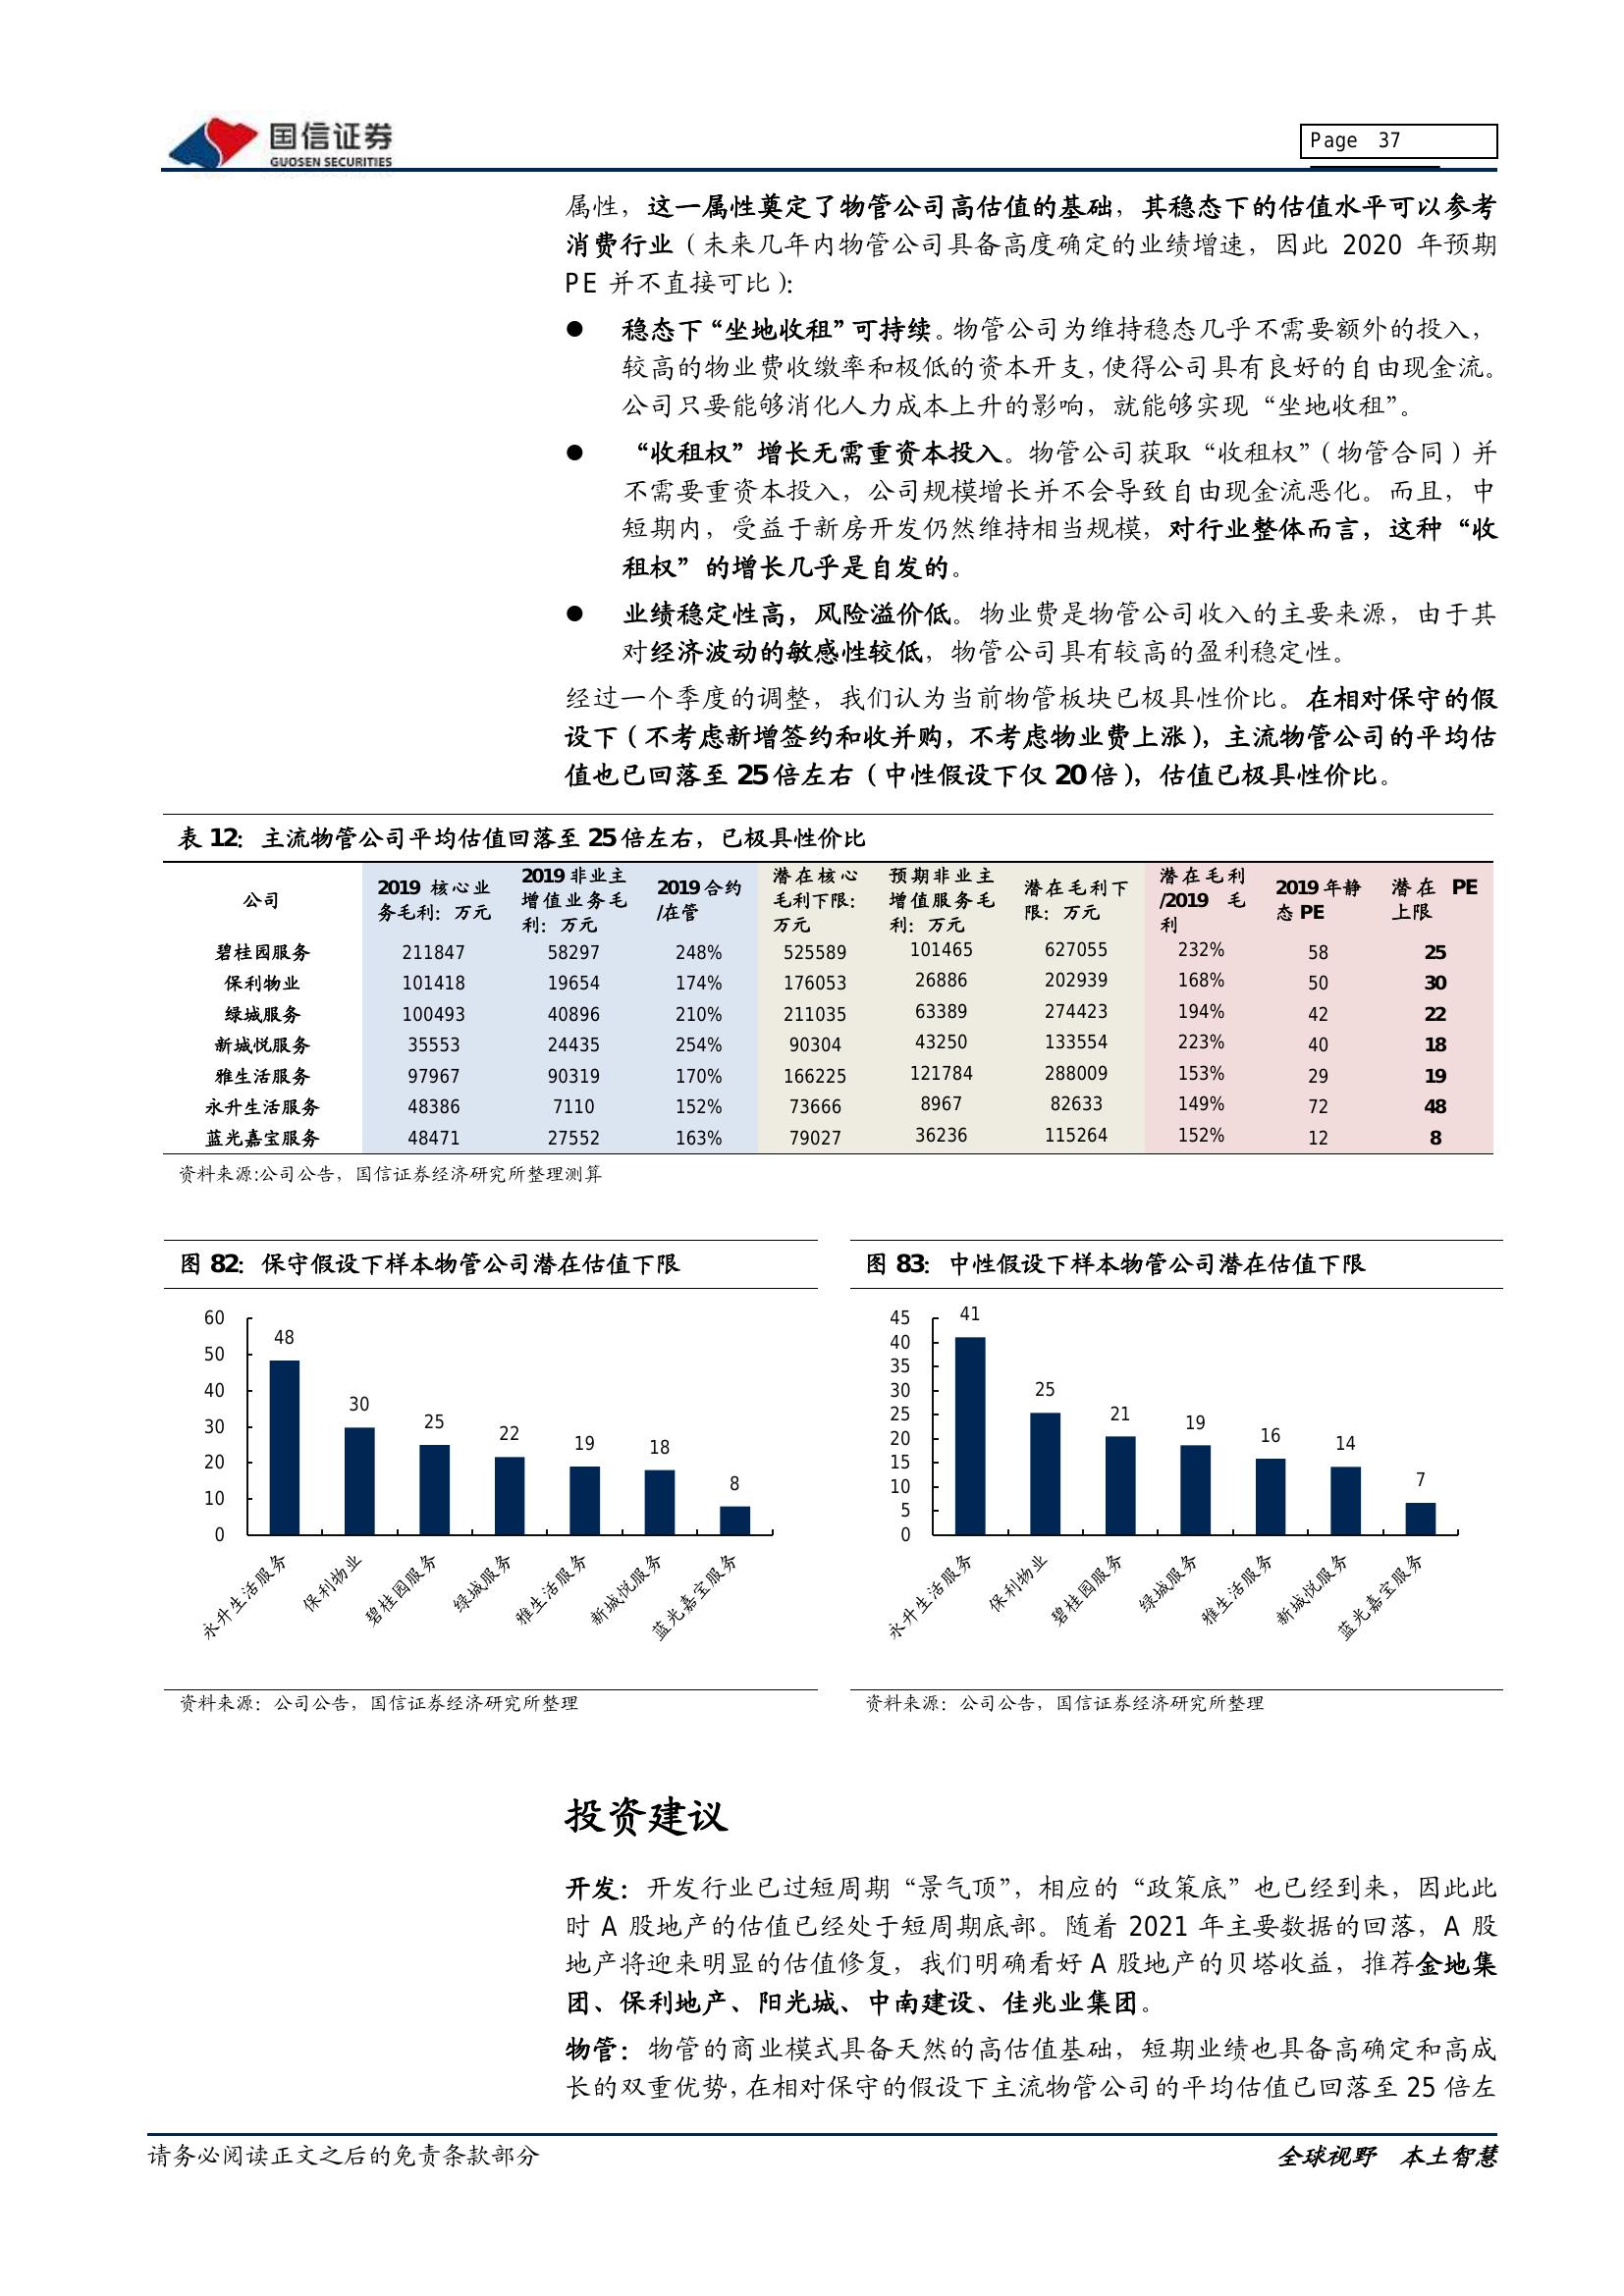 国信证券
GUOSEN SECURITIES
Page 37
属性，这一属性奠定了物管公司高估值的基础，其稳态下的估值水平可以参考
消费行业（未来几年内物管公司具备高度确定的业绩增速，因此 2020 年预期
PE 并不直接可比）：
● 稳态下“坐地收租”可持续。物管公司为维持稳态几乎不需要额外的投入，
较高的物业费收缴率和极低的资本开支，使得公司具有良好的自由现金流。
公司只要能够消化人力成本上升的影响，就能够实现“坐地收租”。
● “收租权”增长无需重资本投入。物管公司获取“收租权”（物管合同）并
不需要重资本投入，公司规模增长并不会导致自由现金流恶化。而且，中
短期内，受益于新房开发仍然维持相当规模，对行业整体而言，这种“收
租权”的增长几乎是自发的。
● 业绩稳定性高，风险溢价低。物业费是物管公司收入的主要来源，由于其
对经济波动的敏感性较低，物管公司具有较高的盈利稳定性。
经过一个季度的调整，我们认为当前物管板块已极具性价比。在相对保守的假
设下（不考虑新增签约和收并购，不考虑物业费上涨），主流物管公司的平均估
值也已回落至 25 倍左右（中性假设下仅 20 倍），估值已极具性价比。
表 12：主流物管公司平均估值回落至 25 倍左右，已极具性价比
公司 2019 核心业务毛利：万元 2019 非业主增值业务毛利：万元 2019 合约/在管 潜在核心毛利下限：万元 预期非业主增值服务毛利：万元 潜在毛利下限：万元 潜在毛利/2019 毛利 2019 年静态 PE 潜在 PE 上限
碧桂园服务 211847 58297 248% 525589 101465 627055 232% 58 25
保利物业 101418 19654 174% 176053 26886 202939 168% 50 30
绿城服务 100493 40896 210% 211035 63389 274423 194% 42 22
新城悦服务 35553 24435 254% 90304 43250 133554 223% 40 18
雅生活服务 97967 90319 170% 166225 121784 288009 153% 29 19
永升生活服务 48386 7110 152% 73666 8967 82633 149% 72 48
蓝光嘉宝服务 48471 27552 163% 79027 36236 115264 152% 12 8
资料来源:公司公告，国信证券经济研究所整理测算
图 82：保守假设下样本物管公司潜在估值下限
60
50
40
30
20
10
0
48
30
25
22
19
18
8
永升生活服务
保利物业
碧桂园服务
绿城服务
雅生活服务
新城悦服务
蓝光嘉宝服务
资料来源：公司公告，国信证券经济研究所整理
图 83：中性假设下样本物管公司潜在估值下限
45
40
35
30
25
20
15
10
5
0
41
25
21
19
16
14
7
永升生活服务
保利物业
碧桂园服务
绿城服务
雅生活服务
新城悦服务
蓝光嘉宝服务
资料来源：公司公告，国信证券经济研究所整理
投资建议
开发：开发行业已过短周期“景气顶”，相应的“政策底”也已经到来，因此此
时 A 股地产的估值已经处于短周期底部。随着 2021 年主要数据的回落，A 股
地产将迎来明显的估值修复，我们明确看好 A 股地产的贝塔收益，推荐金地集
团、保利地产、阳光城、中南建设、佳兆业集团。
物管：物管的商业模式具备天然的高估值基础，短期业绩也具备高确定和高成
长的双重优势，在相对保守的假设下主流物管公司的平均估值已回落至 25 倍左
请务必阅读正文之后的免责条款部分
全球视野 本土智慧